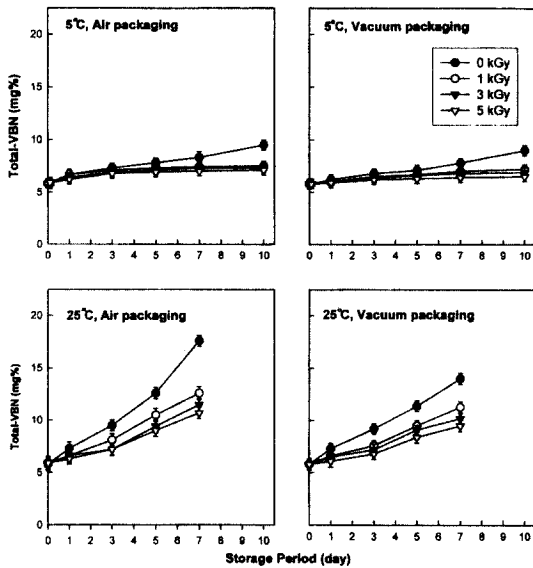 5°C, Air packaging
5°C, Vacuum packaging
20
15
10
5
0
Total-VBN (mg%)
0 kGy
1 kGy
3 kGy
5 kGy
0 1 2 3 4 5 6 7 8 9 10
0 1 2 3 4 5 6 7 8 9 10
25°C, Air packaging
25°C, Vacuum packaging
20
15
10
5
0
Total-VBN (mg%)
0 1 2 3 4 5 6 7 8 9 10
0 1 2 3 4 5 6 7 8 9 10
Storage Period (day)